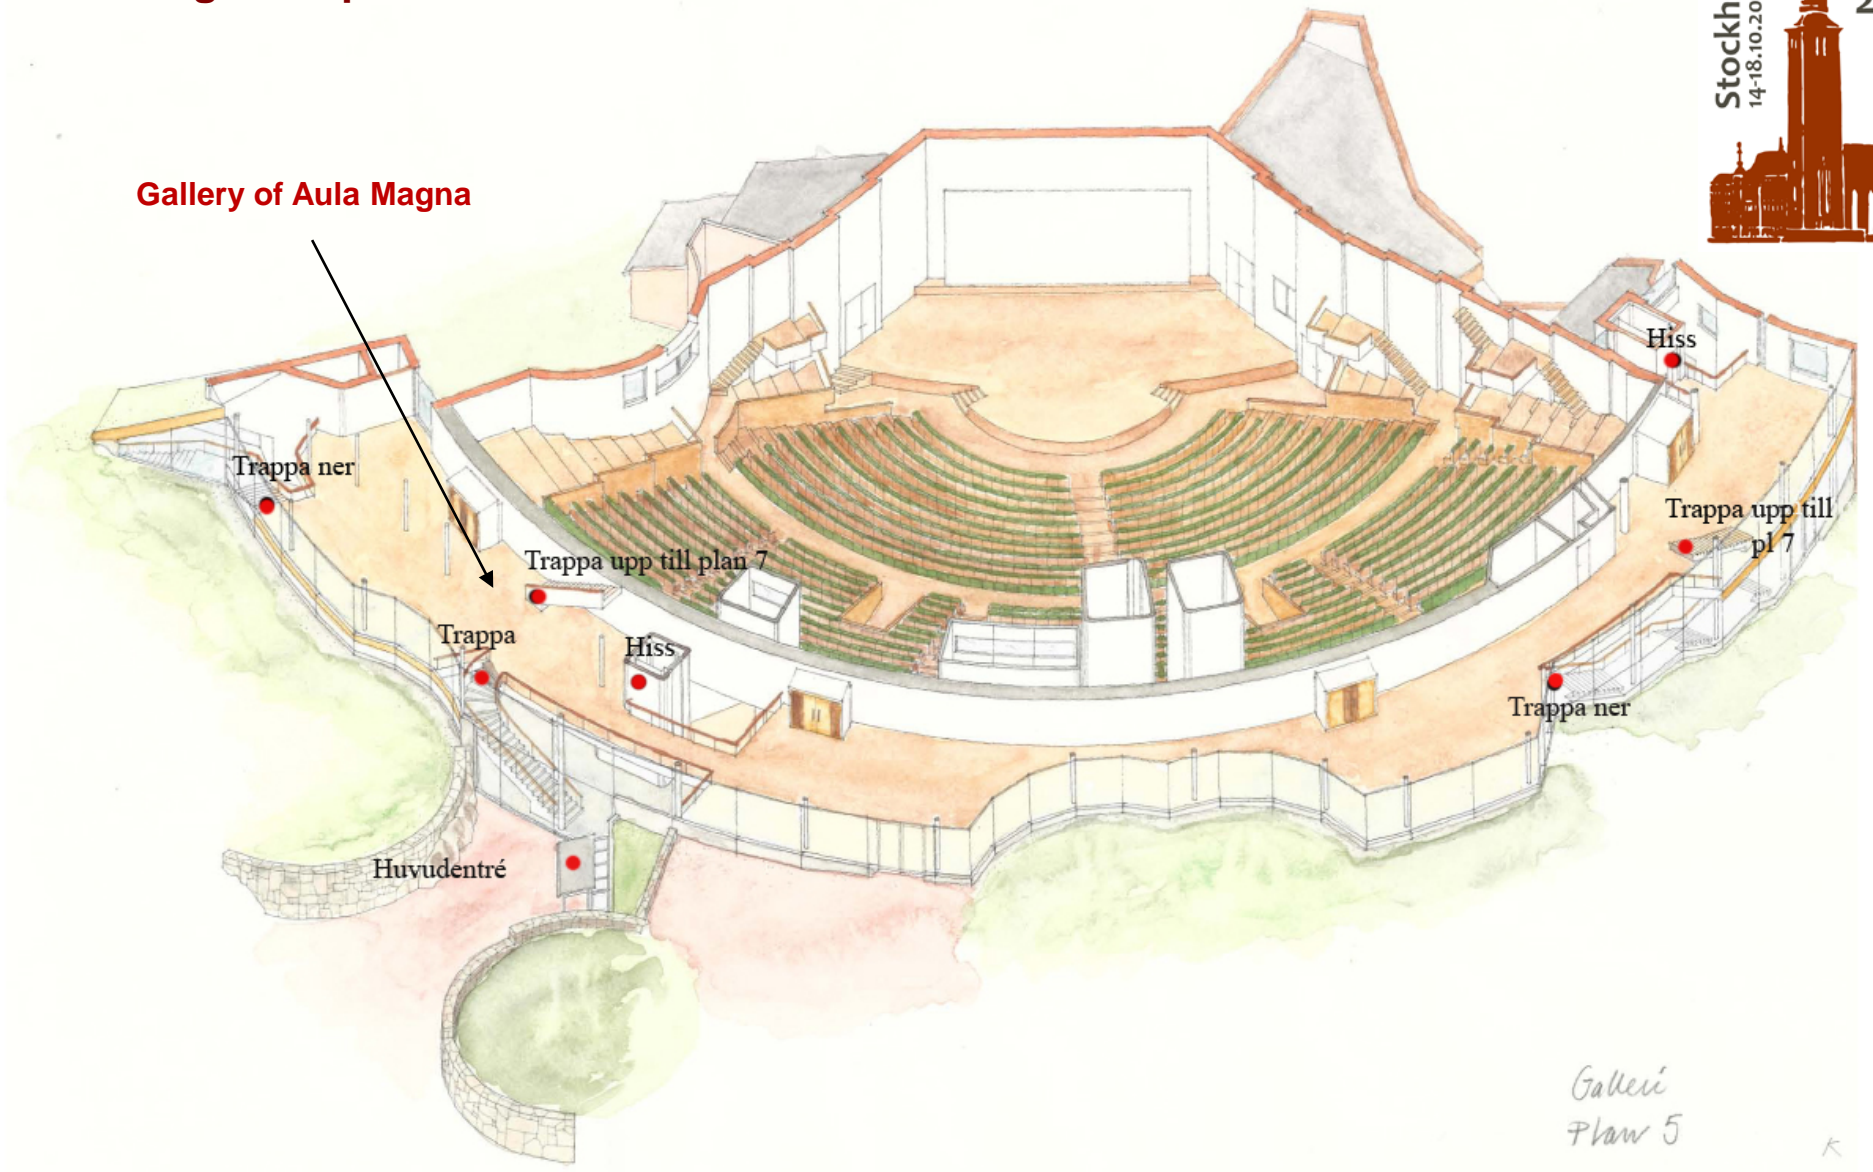 Stockh
14-18.10.20
Gallery of Aula Magna
Hiss
Trappa ner
Trappa upp till
pl 7
Trappa upp till plan 7
Trappa
Hiss
Trappa ner
Huvudentré
Galleri
Plan 5
K